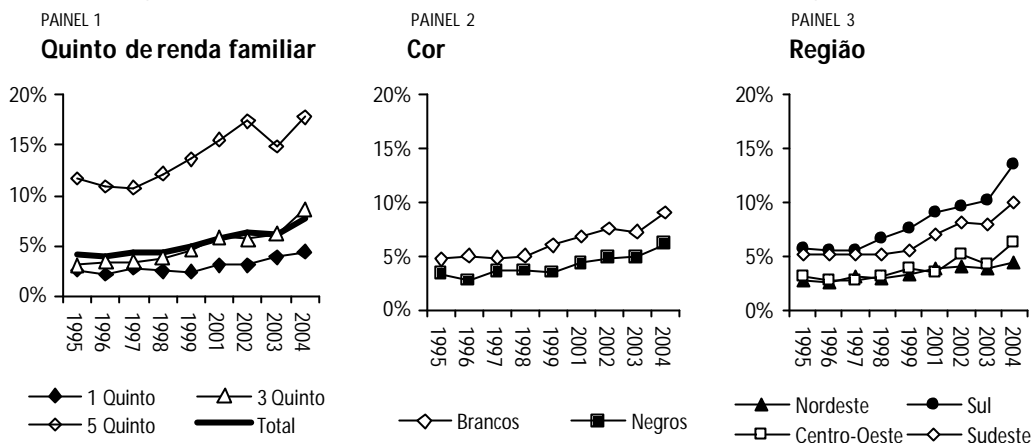 PAINEL 1
Quinto de renda familiar
20%
15%
10%
5%
0%
1995
1996
1997
1998
1999
2001
2002
2003
2004
1 Quinto
3 Quinto
5 Quinto
Total
PAINEL 2
Cor
20%
15%
10%
5%
0%
1995
1996
1997
1998
1999
2001
2002
2003
2004
Brancos
Negros
PAINEL 3
Região
20%
15%
10%
5%
0%
1995
1996
1997
1998
1999
2001
2002
2003
2004
Nordeste
Sul
Centro-Oeste
Sudeste